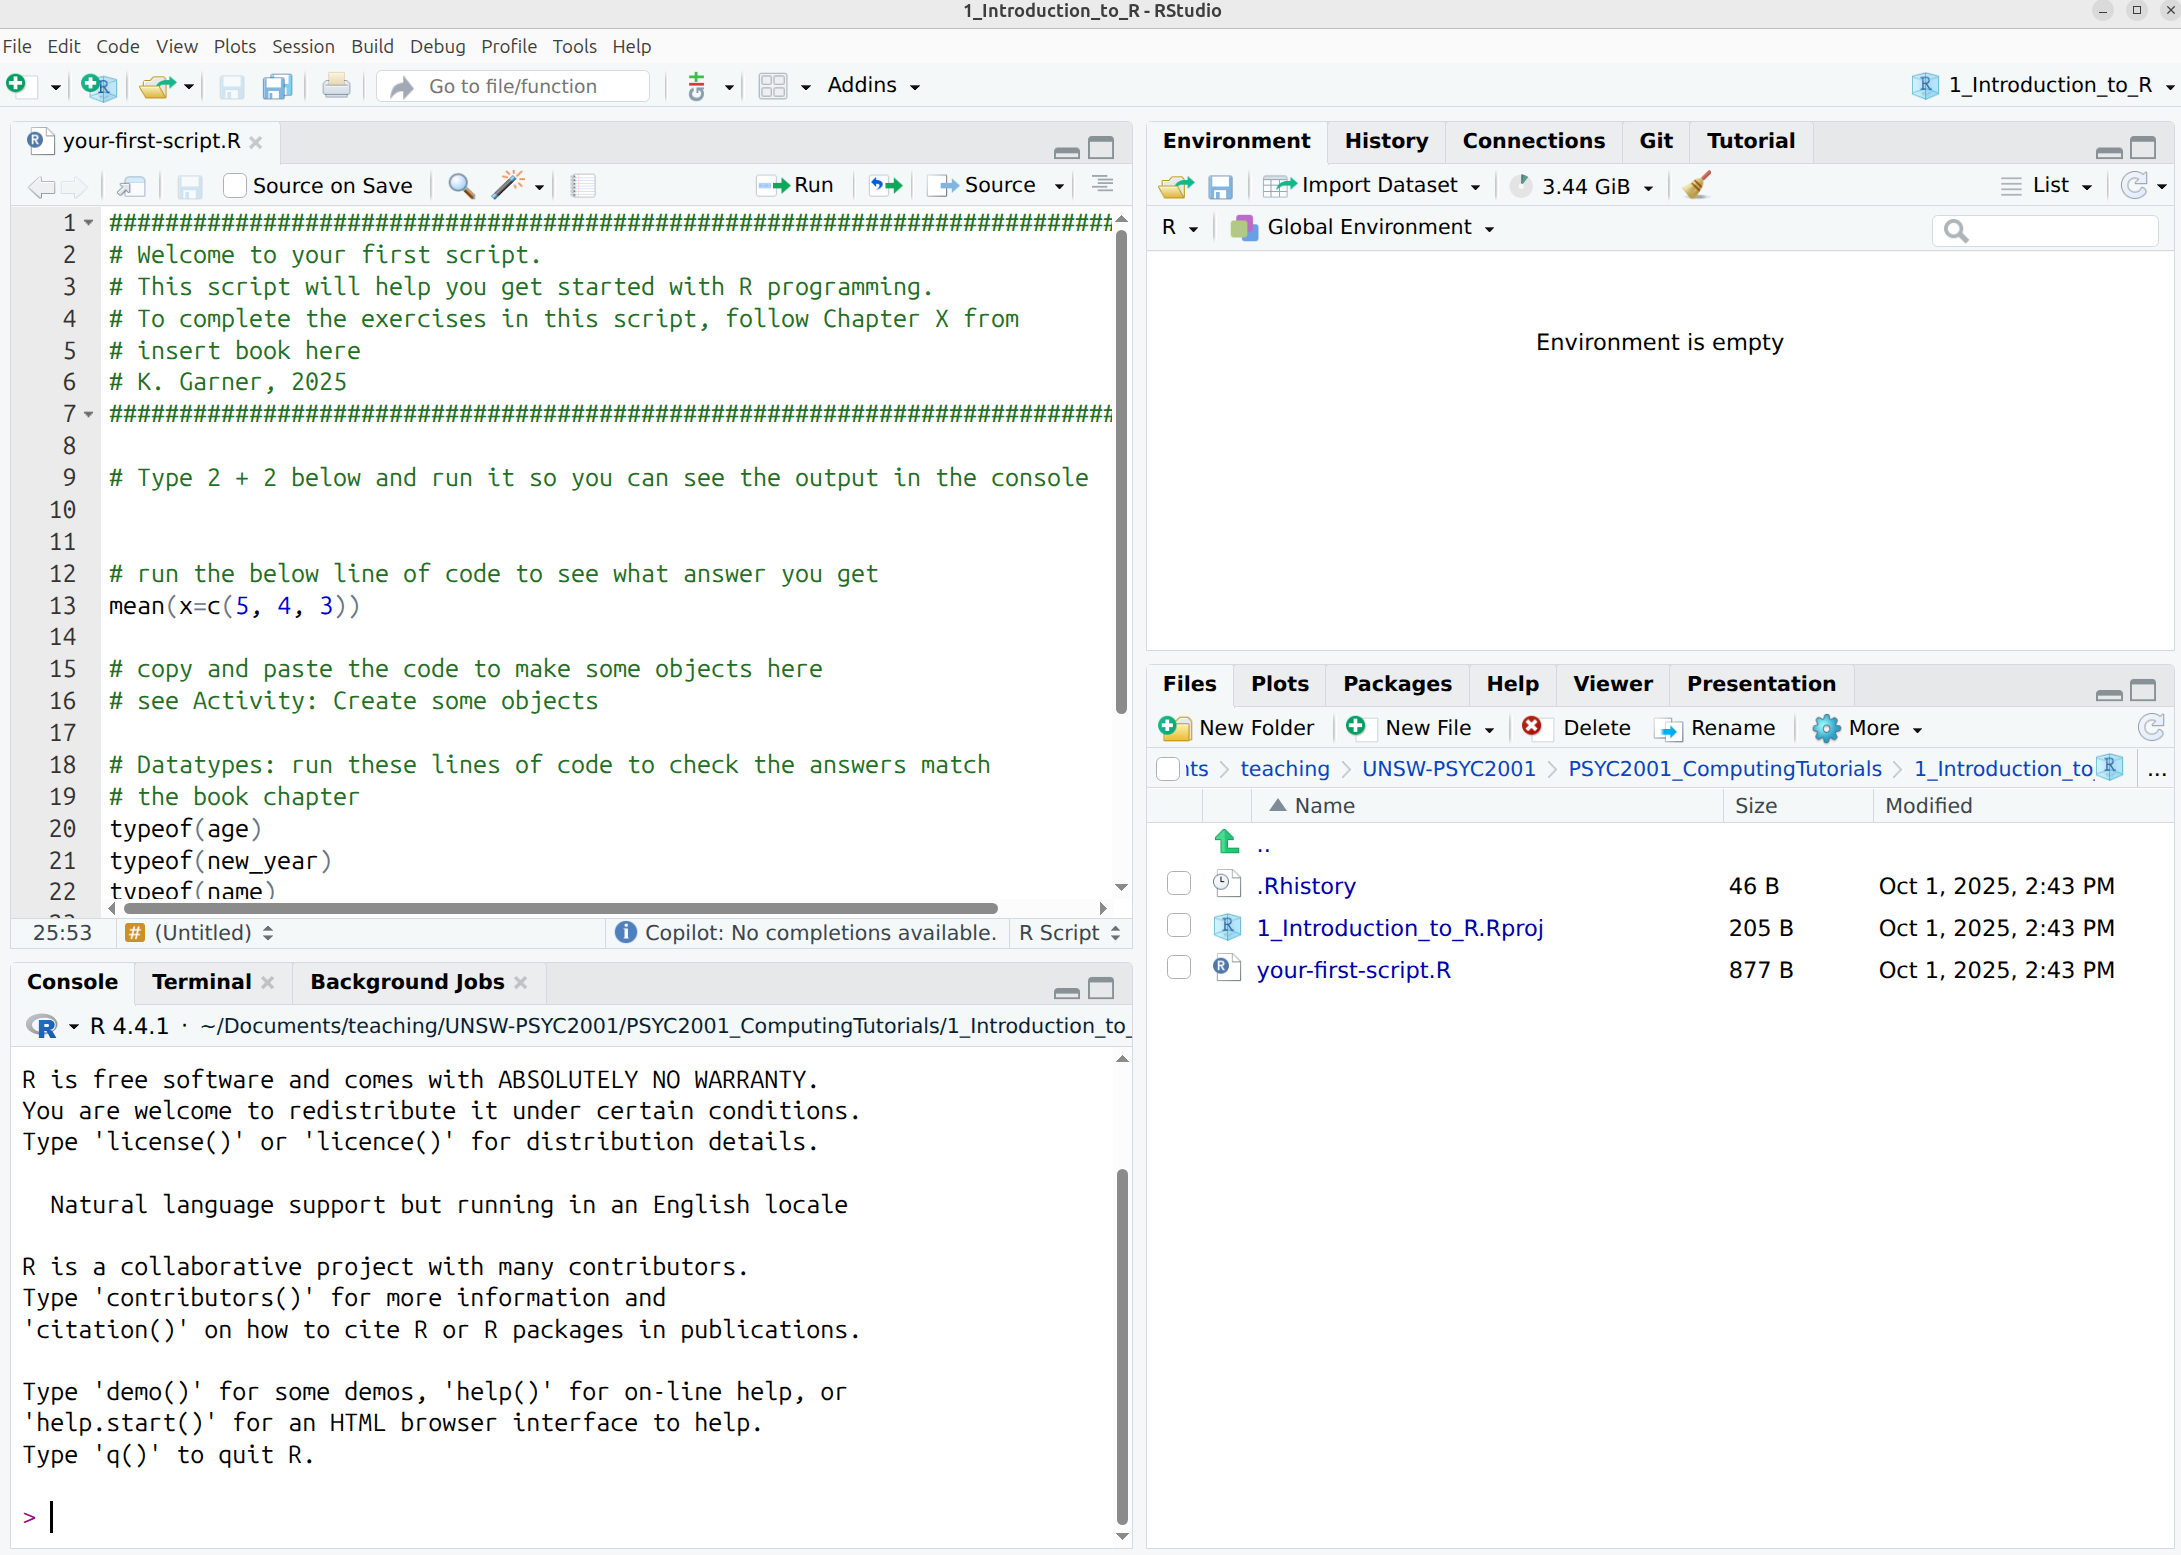 1_Introduction_to_R - RStudio
File Edit Code View Plots Session Build Debug Profile Tools Help
Go to file/function
Git
Addins
1_Introduction_to_R
your-first-script.R
Source on Save
Run
Source
1 ########################################################################
2 # Welcome to your first script.
3 # This script will help you get started with R programming.
4 # To complete the exercises in this script, follow Chapter X from
5 # insert book here
6 # K. Garner, 2025
7 ########################################################################
8
9 # Type 2 + 2 below and run it so you can see the output in the console
10
11
12 # run the below line of code to see what answer you get
13 mean(x=c(5, 4, 3))
14
15 # copy and paste the code to make some objects here
16 # see Activity: Create some objects
17
18 # Datatypes: run these lines of code to check the answers match
19 # the book chapter
20 typeof(age)
21 typeof(new_year)
22 typeof(name)
25:53 # (Untitled) Copilot: No completions available. R Script
Console Terminal Background Jobs
R 4.4.1 · ~/Documents/teaching/UNSW-PSYC2001/PSYC2001_ComputingTutorials/1_Introduction_to_
R is free software and comes with ABSOLUTELY NO WARRANTY.
You are welcome to redistribute it under certain conditions.
Type 'license()' or 'licence()' for distribution details.
Natural language support but running in an English locale
R is a collaborative project with many contributors.
Type 'contributors()' for more information and
'citation()' on how to cite R or R packages in publications.
Type 'demo()' for some demos, 'help()' for on-line help, or
'help.start()' for an HTML browser interface to help.
Type 'q()' to quit R.
>
Environment History Connections Git Tutorial
Import Dataset 3.44 GiB List
R Global Environment
Environment is empty
Files Plots Packages Help Viewer Presentation
New Folder New File Delete Rename More
nts teaching UNSW-PSYC2001 PSYC2001_ComputingTutorials 1_Introduction_to ...
Name Size Modified
..
.Rhistory 46 B Oct 1, 2025, 2:43 PM
1_Introduction_to_R.Rproj 205 B Oct 1, 2025, 2:43 PM
your-first-script.R 877 B Oct 1, 2025, 2:43 PM